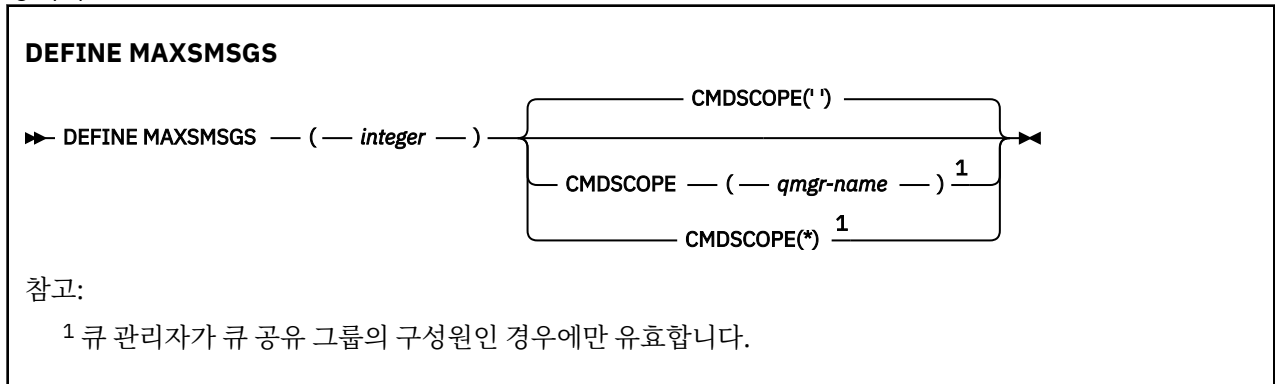 DEFINE MAXSMSGS
CMDSCOPE(' ')
DEFINE MAXSMSGS ( integer )
CMDSCOPE ( qmgr-name ) 1
CMDSCOPE(*) 1
참고:
1 큐 관리자가 큐 공유 그룹의 구성원인 경우에만 유효합니다.